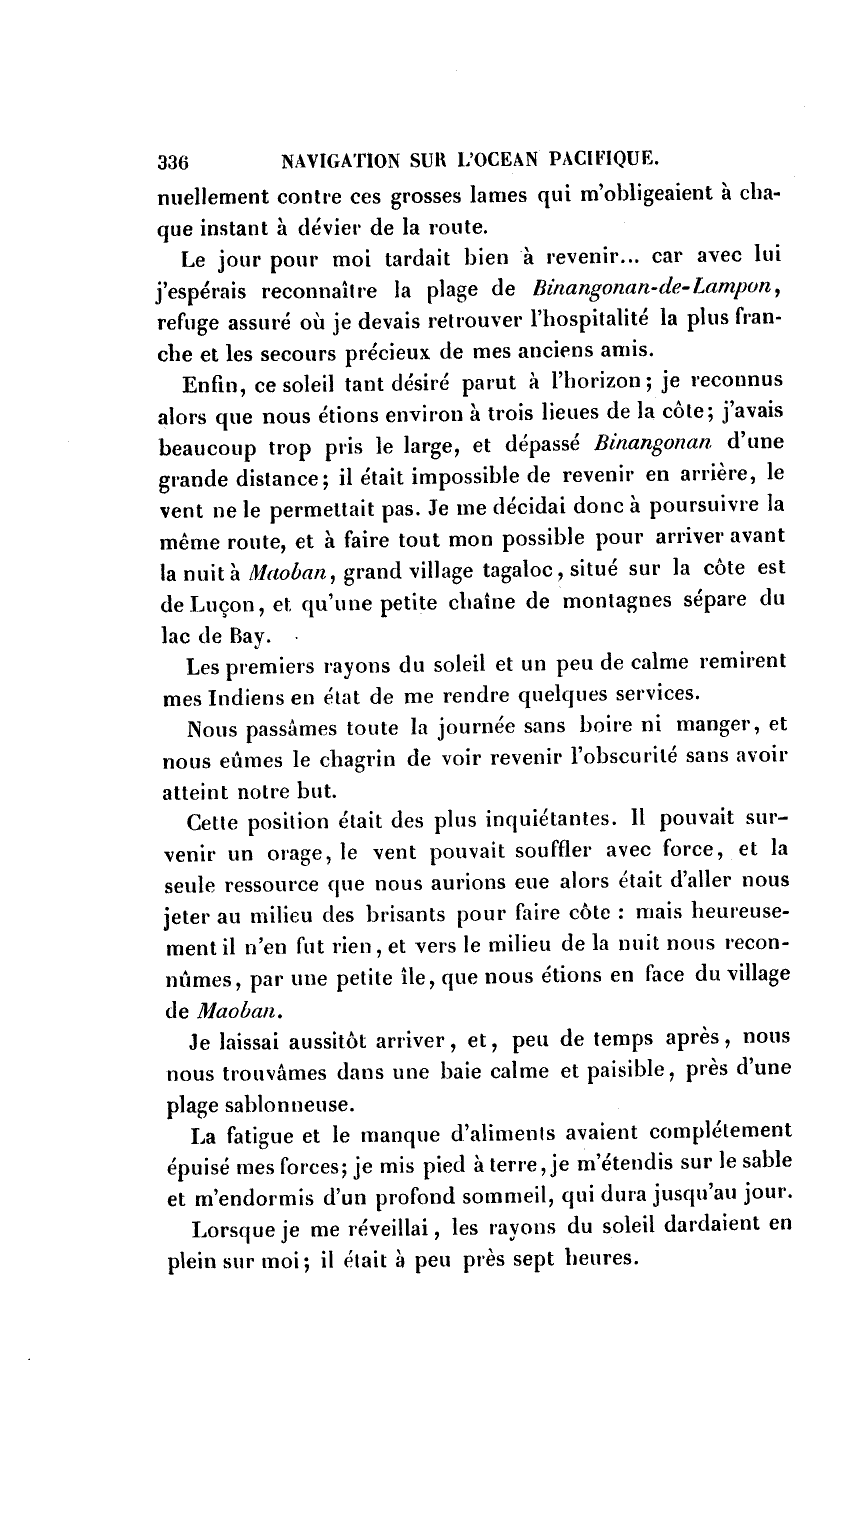 336 NAVIGATION SUR L'OCEAN PACIFIQUE.
nuellement contre ces grosses lames qui m'obligeaient à cha-
que instant à dévier de la route.
Le jour pour moi tardait bien à revenir... car avec lui
j'espérais reconnaître la plage de Binangonan-de-Lampon,
refuge assuré où je devais retrouver l'hospitalité la plus fran-
che et les secours précieux de mes anciens amis.
Enfin, ce soleil tant désiré parut à l'horizon; je reconnus
alors que nous étions environ à trois lieues de la côte; j'avais
beaucoup trop pris le large, et dépassé Binangonan d'une
grande distance; il était impossible de revenir en arrière, le
vent ne le permettait pas. Je me décidai donc à poursuivre la
même route, et à faire tout mon possible pour arriver avant
la nuit à Maoban, grand village tagaloc, situé sur la côte est
de Luçon, et qu'une petite chaîne de montagnes sépare du
lac de Bay.
Les premiers rayons du soleil et un peu de calme remirent
mes Indiens en état de me rendre quelques services.
Nous passâmes toute la journée sans boire ni manger, et
nous eûmes le chagrin de voir revenir l'obscurité sans avoir
atteint notre but.
Cette position était des plus inquiétantes. Il pouvait sur-
venir un orage, le vent pouvait souffler avec force, et la
seule ressource que nous aurions eue alors était d'aller nous
jeter au milieu des brisants pour faire côte : mais heureuse-
ment il n'en fut rien, et vers le milieu de la nuit nous recon-
nûmes, par une petite île, que nous étions en face du village
de Maoban.
Je laissai aussitôt arriver, et, peu de temps après, nous
nous trouvâmes dans une baie calme et paisible, près d'une
plage sablonneuse.
La fatigue et le manque d'aliments avaient complétement
épuisé mes forces; je mis pied à terre, je m'étendis sur le sable
et m'endormis d'un profond sommeil, qui dura jusqu'au jour.
Lorsque je me réveillai, les rayons du soleil dardaient en
plein sur moi; il était à peu près sept heures.